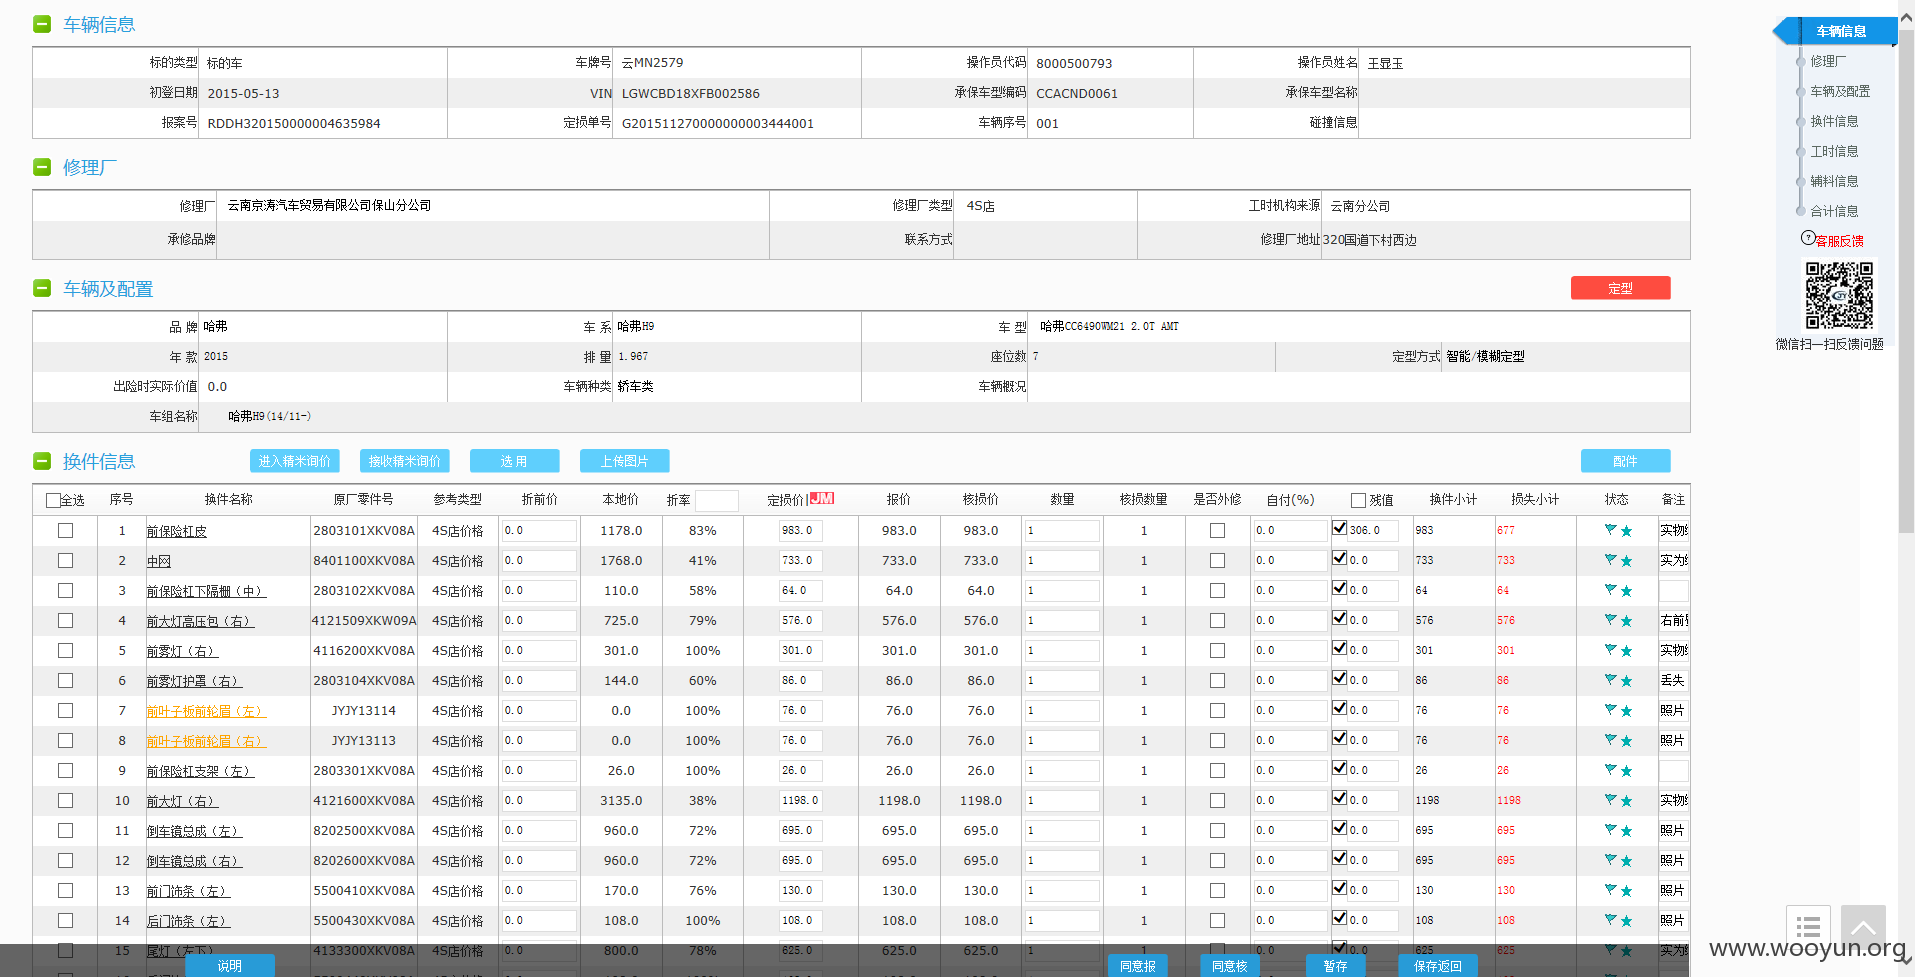 车辆信息
标的类型 标的车 车牌号 云MN2579 操作员代码 8000500793 操作员姓名 王显玉
初登日期 2015-05-13 VIN LGWCBD18XFB002586 承保车型编码 CCACND0061 承保车型名称
报案号 RDDH320150000004635984 定损单号 G201511270000000003444001 车辆序号 001 碰撞信息
修理厂
修理厂 云南京涛汽车贸易有限公司保山分公司 修理厂类型 4S店 工时机构来源 云南分公司
承修品牌 联系方式 修理厂地址 320国道下村西边
车辆及配置 定型
品 牌 哈弗 车 系 哈弗H9 车 型 哈弗CC6490WM21 2.0T AMT
年 款 2015 排 量 1.967 座位数 7 定型方式 智能/模糊定型
出险时实际价值 0.0 车辆种类 轿车类 车辆概况
车组名称 哈弗H9(14/11-)
换件信息 进入精米询价 接收精米询价 选 用 上传图片 配件
全选 序号 换件名称 原厂零件号 参考类型 折前价 本地价 折率 定损价 JM 报价 核损价 数量 核损数量 是否外修 自付(%) 残值 换件小计 损失小计 状态 备注
1 前保险杠皮 2803101XKV08A 4S店价格 0.0 1178.0 83% 983.0 983.0 983.0 1 1 0.0 306.0 983 677 实物
2 中网 8401100XKV08A 4S店价格 0.0 1768.0 41% 733.0 733.0 733.0 1 1 0.0 0.0 733 733 实为
3 前保险杠下隔栅（中） 2803102XKV08A 4S店价格 0.0 110.0 58% 64.0 64.0 64.0 1 1 0.0 0.0 64 64
4 前大灯高压包（右） 4121509XKW09A 4S店价格 0.0 725.0 79% 576.0 576.0 576.0 1 1 0.0 0.0 576 576 右前
5 前雾灯（右） 4116200XKV08A 4S店价格 0.0 301.0 100% 301.0 301.0 301.0 1 1 0.0 0.0 301 301 实物
6 前雾灯护罩（右） 2803104XKV08A 4S店价格 0.0 144.0 60% 86.0 86.0 86.0 1 1 0.0 0.0 86 86 丢失
7 前叶子板前轮眉（左） JYJY13114 4S店价格 0.0 0.0 100% 76.0 76.0 76.0 1 1 0.0 0.0 76 76 照片
8 前叶子板前轮眉（右） JYJY13113 4S店价格 0.0 0.0 100% 76.0 76.0 76.0 1 1 0.0 0.0 76 76 照片
9 前保险杠支架（左） 2803301XKV08A 4S店价格 0.0 26.0 100% 26.0 26.0 26.0 1 1 0.0 0.0 26 26
10 前大灯（右） 4121600XKV08A 4S店价格 0.0 3135.0 38% 1198.0 1198.0 1198.0 1 1 0.0 0.0 1198 1198 实物
11 倒车镜总成（左） 8202500XKV08A 4S店价格 0.0 960.0 72% 695.0 695.0 695.0 1 1 0.0 0.0 695 695 照片
12 倒车镜总成（右） 8202600XKV08A 4S店价格 0.0 960.0 72% 695.0 695.0 695.0 1 1 0.0 0.0 695 695 照片
13 前门饰条（左） 5500410XKV08A 4S店价格 0.0 170.0 76% 130.0 130.0 130.0 1 1 0.0 0.0 130 130 照片
14 后门饰条（左） 5500430XKV08A 4S店价格 0.0 108.0 100% 108.0 108.0 108.0 1 1 0.0 0.0 108 108 照片
15 尾灯（左下） 4133300XKV08A 4S店价格 0.0 800.0 78% 625.0 625.0 625.0 1 1 0.0 0.0 625 625 实为
说明 同意报 同意核 暂存 保存返回
车辆信息
修理厂
车辆及配置
换件信息
工时信息
辅料信息
合计信息
?客服反馈
微信扫一扫反馈问题
www.wooyun.org